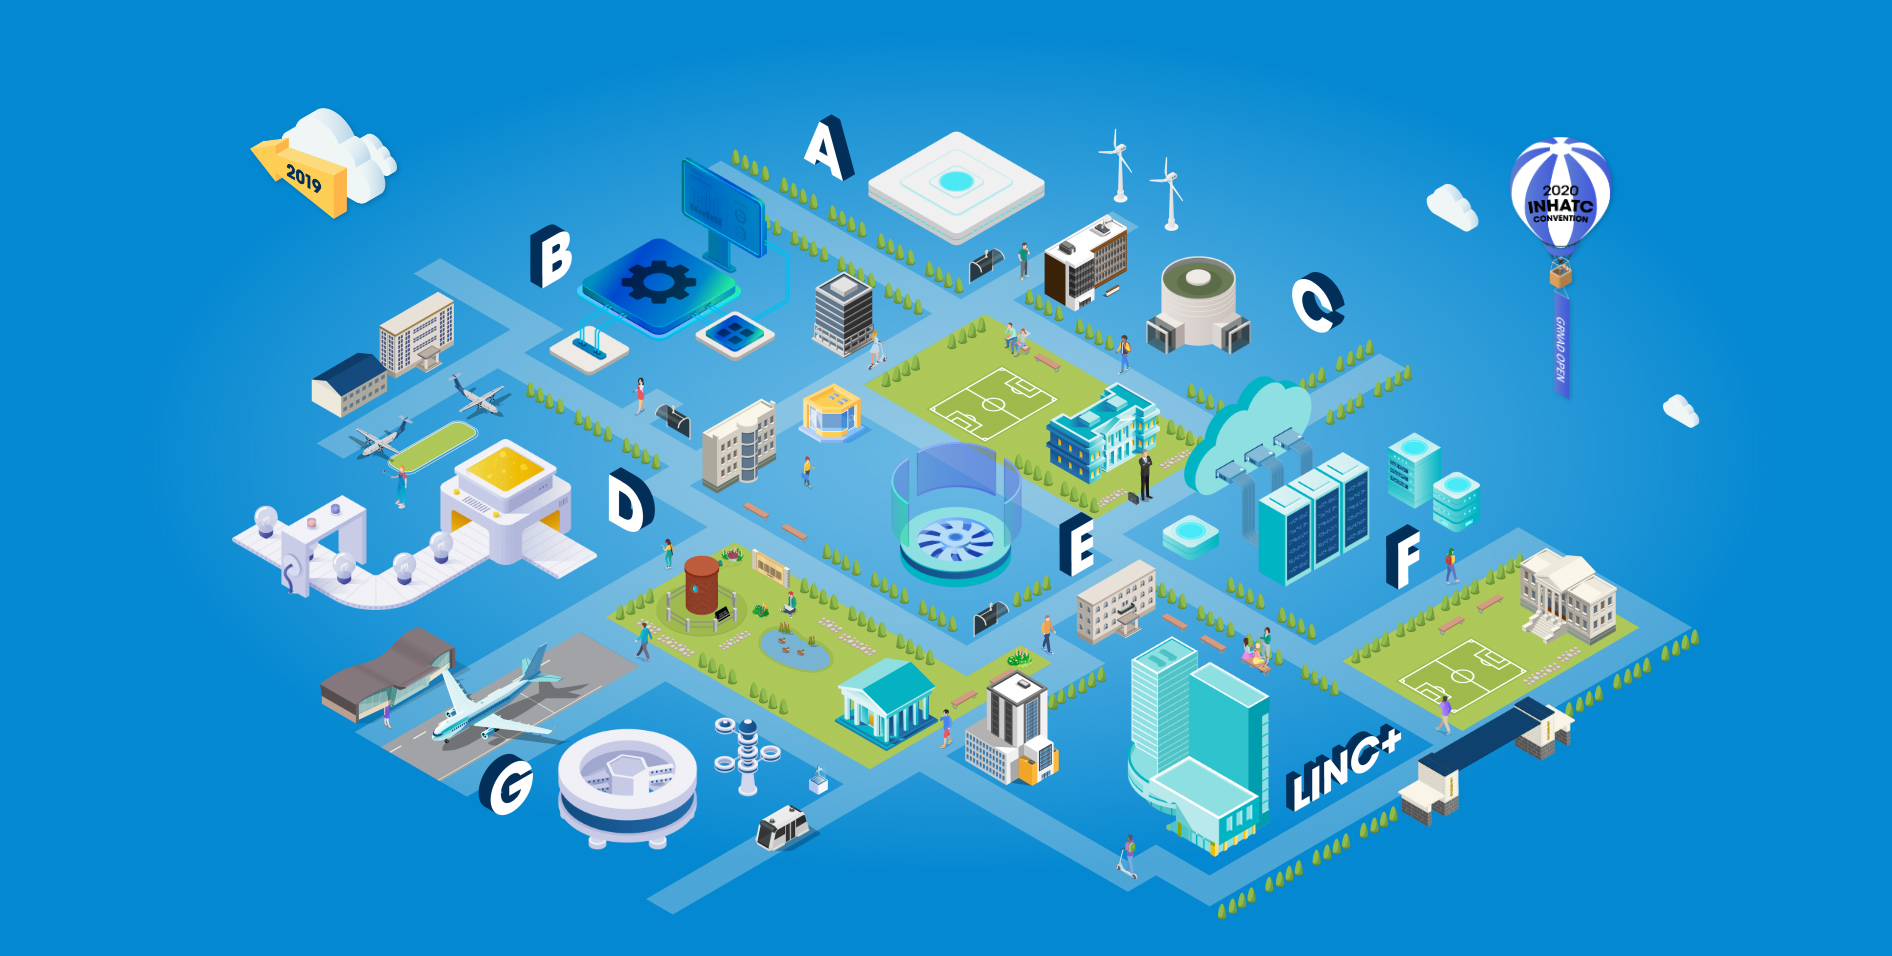 2019
A
2020
INHATC
CONVENTION
B
C
GRNAD OPEN
D
E
F
LINC+
G